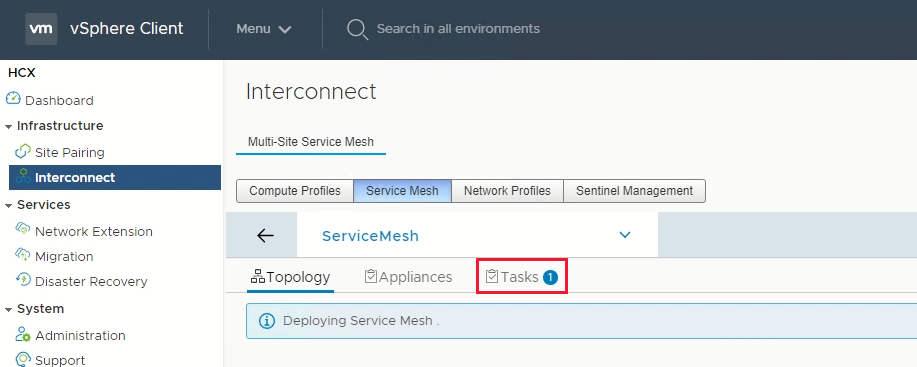 vm vSphere Client Menu Search in all environments
HCX
Dashboard
Infrastructure
Site Pairing
Interconnect
Services
Network Extension
Migration
Disaster Recovery
System
Administration
Support
Interconnect
Multi-Site Service Mesh
Compute Profiles Service Mesh Network Profiles Sentinel Management
ServiceMesh
Topology Appliances Tasks 1
Deploying Service Mesh .